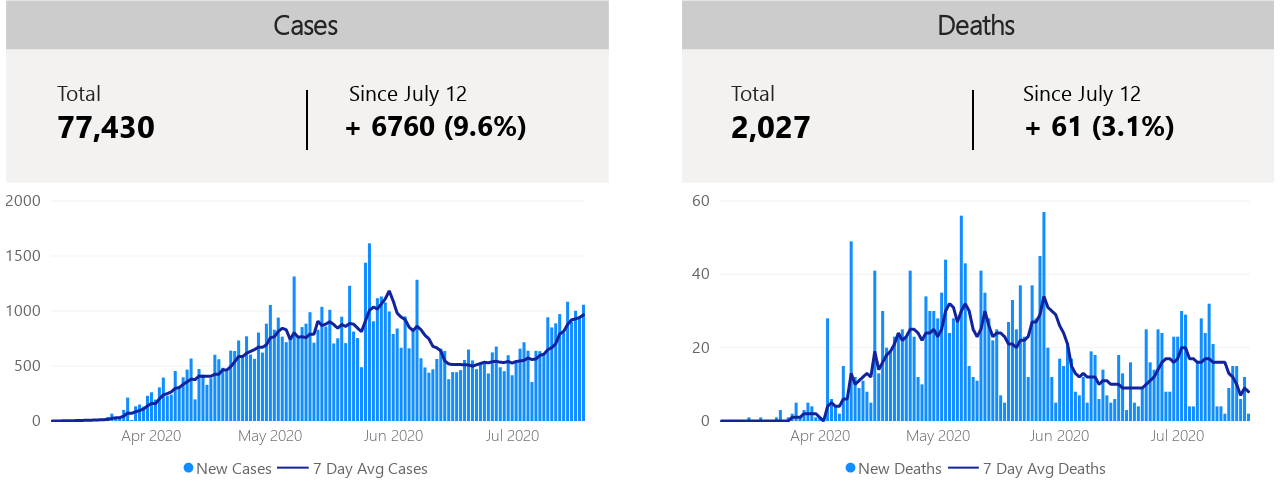 Cases
Total
77,430
Since July 12
+ 6760 (9.6%)
2000
1500
1000
500
0
Apr 2020
May 2020
Jun 2020
Jul 2020
New Cases
7 Day Avg Cases
Deaths
Total
2,027
Since July 12
+ 61 (3.1%)
60
40
20
0
Apr 2020
May 2020
Jun 2020
Jul 2020
New Deaths
7 Day Avg Deaths